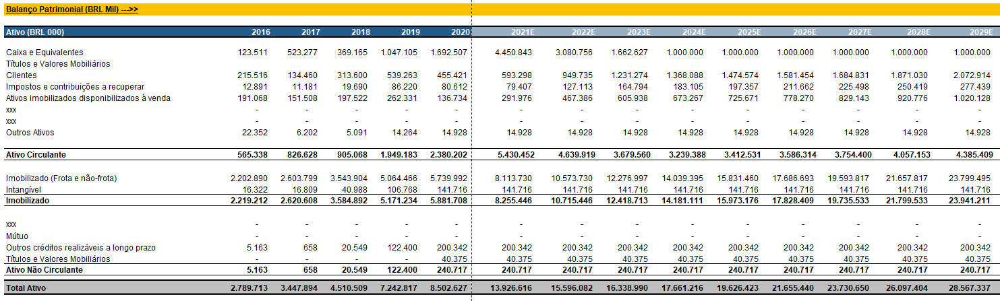 Balanço Patrimonial (BRL Mil) --->>
Ativo (BRL 000) 2016 2017 2018 2019 2020 2021E 2022E 2023E 2024E 2025E 2026E 2027E 2028E 2029E
Caixa e Equivalentes 123.511 523.277 369.165 1.047.105 1.692.507 4.450.843 3.080.756 1.662.627 1.000.000 1.000.000 1.000.000 1.000.000 1.000.000 1.000.000
Títulos e Valores Mobiliários
Clientes 215.516 134.460 313.600 539.263 455.421 593.298 949.735 1.231.274 1.368.088 1.474.574 1.581.454 1.684.831 1.871.030 2.072.914
Impostos e contribuições a recuperar 12.891 11.181 19.690 86.220 80.612 79.407 127.113 164.794 183.105 197.357 211.662 225.498 250.419 277.439
Ativos imobilizados disponibilizados à venda 191.068 151.508 197.522 262.331 136.734 291.976 467.386 605.938 673.267 725.671 778.270 829.143 920.776 1.020.128
xxx - - - - - - - - - - - - - -
xxx - - - - - - - - - - - - - -
Outros Ativos 22.352 6.202 5.091 14.264 14.928 14.928 14.928 14.928 14.928 14.928 14.928 14.928 14.928 14.928
Ativo Circulante 565.338 826.628 905.068 1.949.183 2.380.202 5.430.452 4.639.919 3.679.560 3.239.388 3.412.531 3.586.314 3.754.400 4.057.153 4.385.409
Imobilizado (Frota e não-frota) 2.202.890 2.603.799 3.543.904 5.064.466 5.739.992 8.113.730 10.573.730 12.276.997 14.039.395 15.831.460 17.686.693 19.593.817 21.657.817 23.799.495
Intangível 16.322 16.809 40.988 106.768 141.716 141.716 141.716 141.716 141.716 141.716 141.716 141.716 141.716 141.716
Imobilizado 2.219.212 2.620.608 3.584.892 5.171.234 5.881.708 8.255.446 10.715.446 12.418.713 14.181.111 15.973.176 17.828.409 19.735.533 21.799.533 23.941.211
xxx - - - - - - - - - - - - - -
Mútuo - - - - - - - - - - - - - -
Outros créditos realizáveis a longo prazo 5.163 658 20.549 122.400 200.342 200.342 200.342 200.342 200.342 200.342 200.342 200.342 200.342 200.342
Títulos e Valores Mobiliários - - - - 40.375 40.375 40.375 40.375 40.375 40.375 40.375 40.375 40.375 40.375
Ativo Não Circulante 5.163 658 20.549 122.400 240.717 240.717 240.717 240.717 240.717 240.717 240.717 240.717 240.717 240.717
Total Ativo 2.789.713 3.447.894 4.510.509 7.242.817 8.502.627 13.926.616 15.596.082 16.338.990 17.661.216 19.626.423 21.655.440 23.730.650 26.097.404 28.567.337